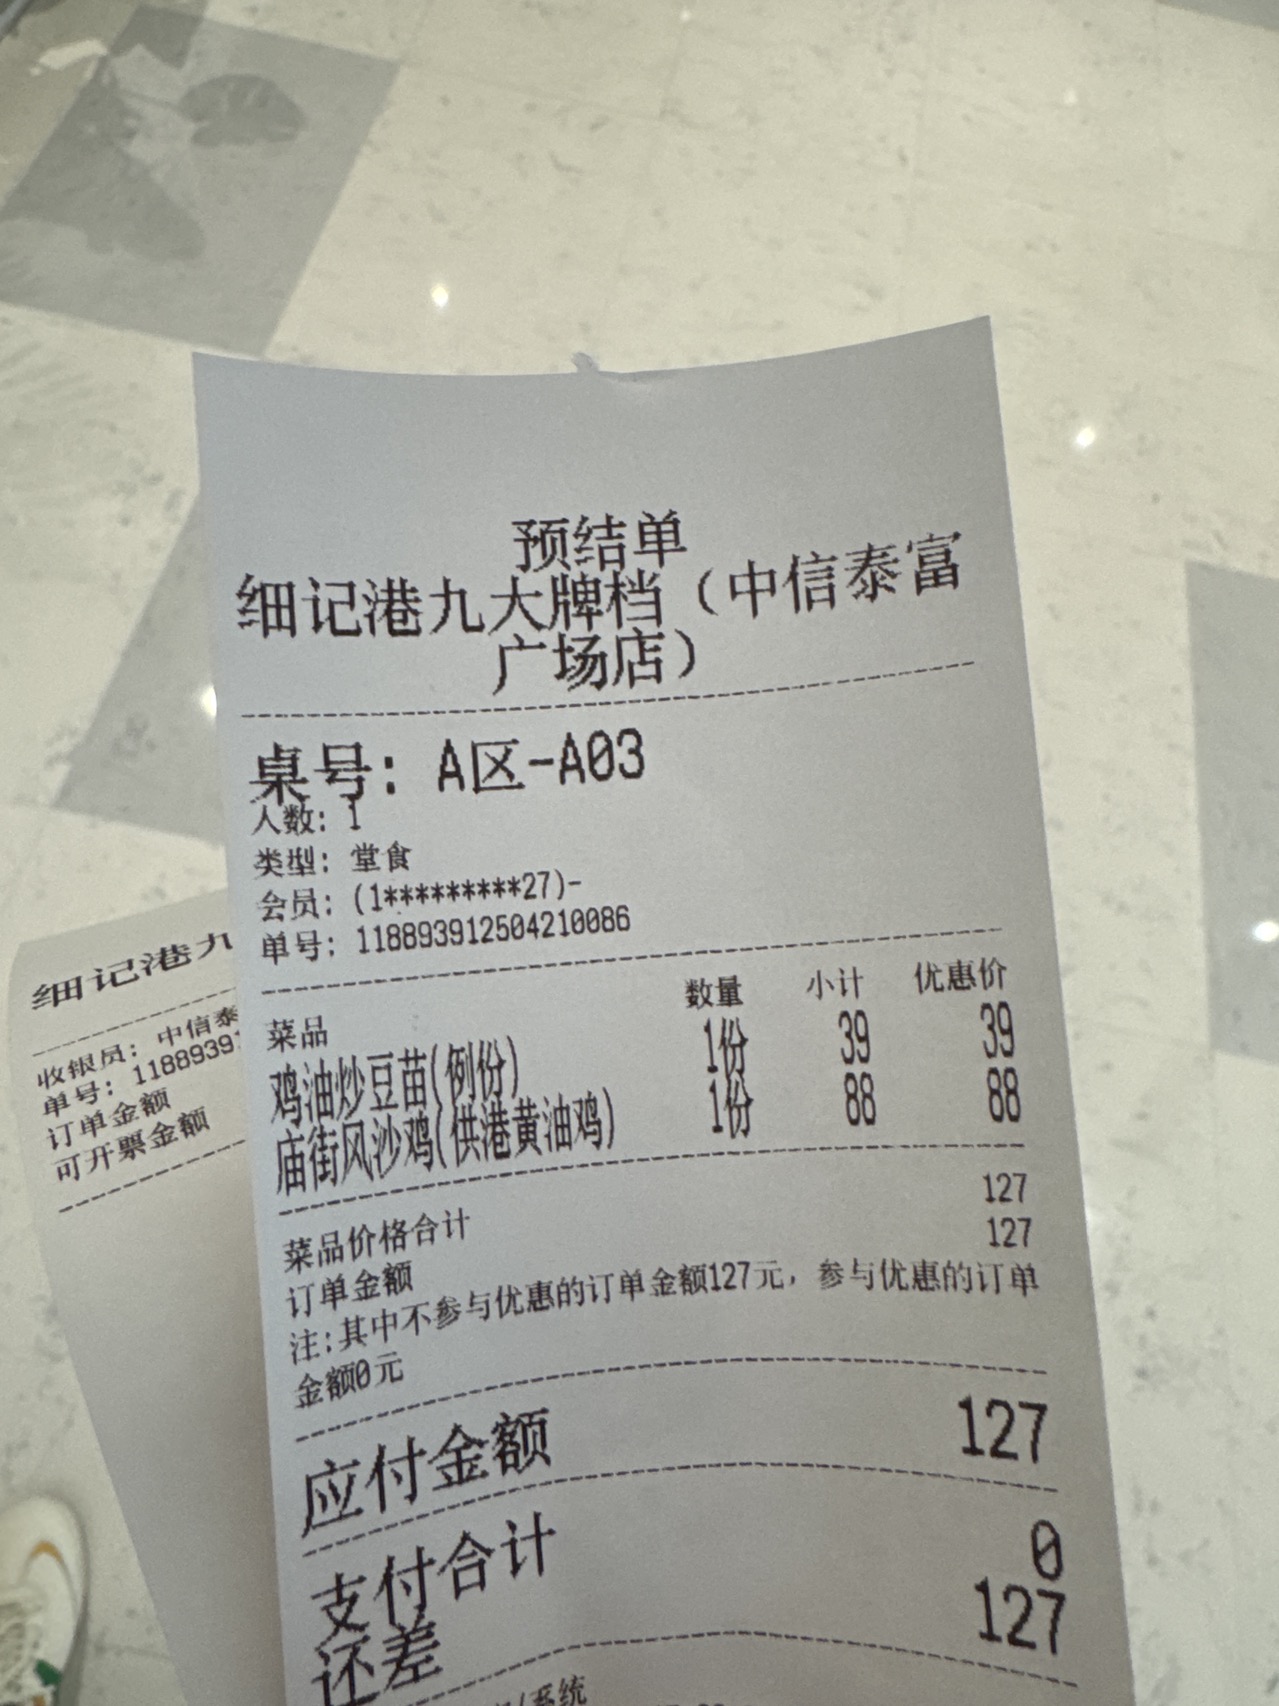 预结单
细记港九大牌档（中信泰富
广场店）
桌号: A区-A03
人数: 1
类型: 堂食
会员: (1*********27)-
单号: 118893912504210086
菜品 数量 小计 优惠价
鸡油炒豆苗(例份) 1份 39 39
庙街风沙鸡(供港黄油鸡) 1份 88 88
菜品价格合计 127
订单金额 127
注:其中不参与优惠的订单金额127元，参与优惠的订单
金额0元
应付金额 127
支付合计 0
还差 127
/系统
细记港九
收银员: 中信泰
单号: 11889391
订单金额
可开票金额